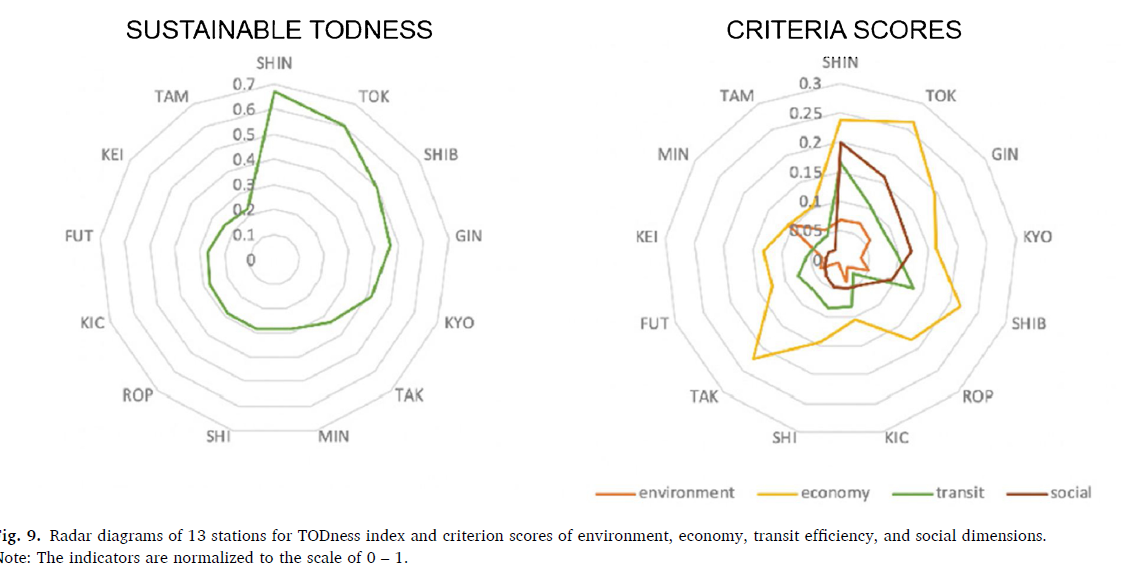 SUSTAINABLE TODNESS
SHIN
TOK
SHIB
GIN
KYO
TAK
MIN
SHI
ROP
KIC
FUT
KEI
TAM
0.7
0.6
0.5
0.4
0.3
0.2
0.1
0
CRITERIA SCORES
SHIN
TOK
GIN
KYO
SHIB
ROP
KIC
SHI
TAK
FUT
KEI
MIN
TAM
0.3
0.25
0.2
0.15
0.1
0.05
0
environment economy transit social
ig. 9. Radar diagrams of 13 stations for TODness index and criterion scores of environment, economy, transit efficiency, and social dimensions.
Note: The indicators are normalized to the scale of 0 – 1.